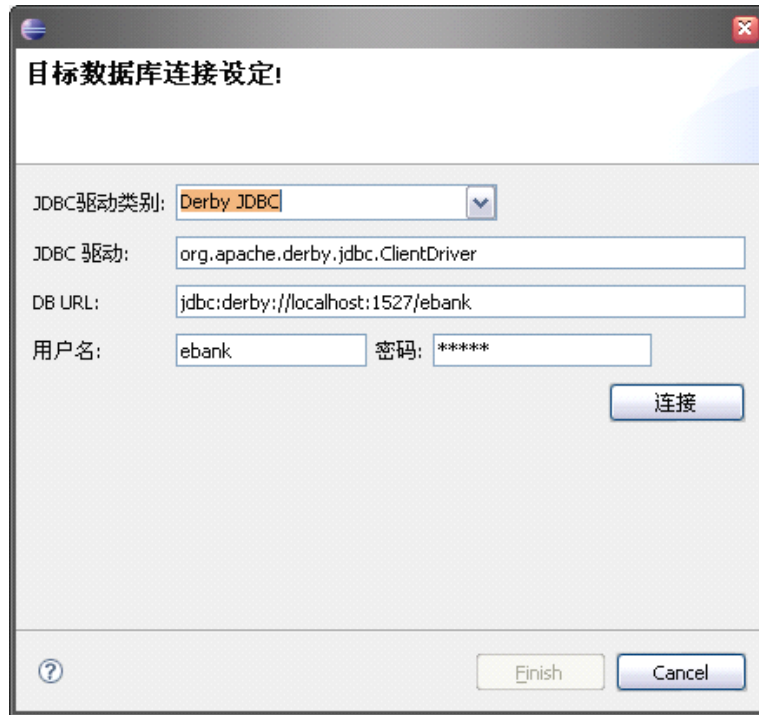 目标数据库连接设定!
JDBC驱动类别: Derby JDBC
JDBC 驱动: org.apache.derby.jdbc.ClientDriver
DB URL: jdbc:derby://localhost:1527/ebank
用户名: ebank 密码: *****
连接
Finish Cancel